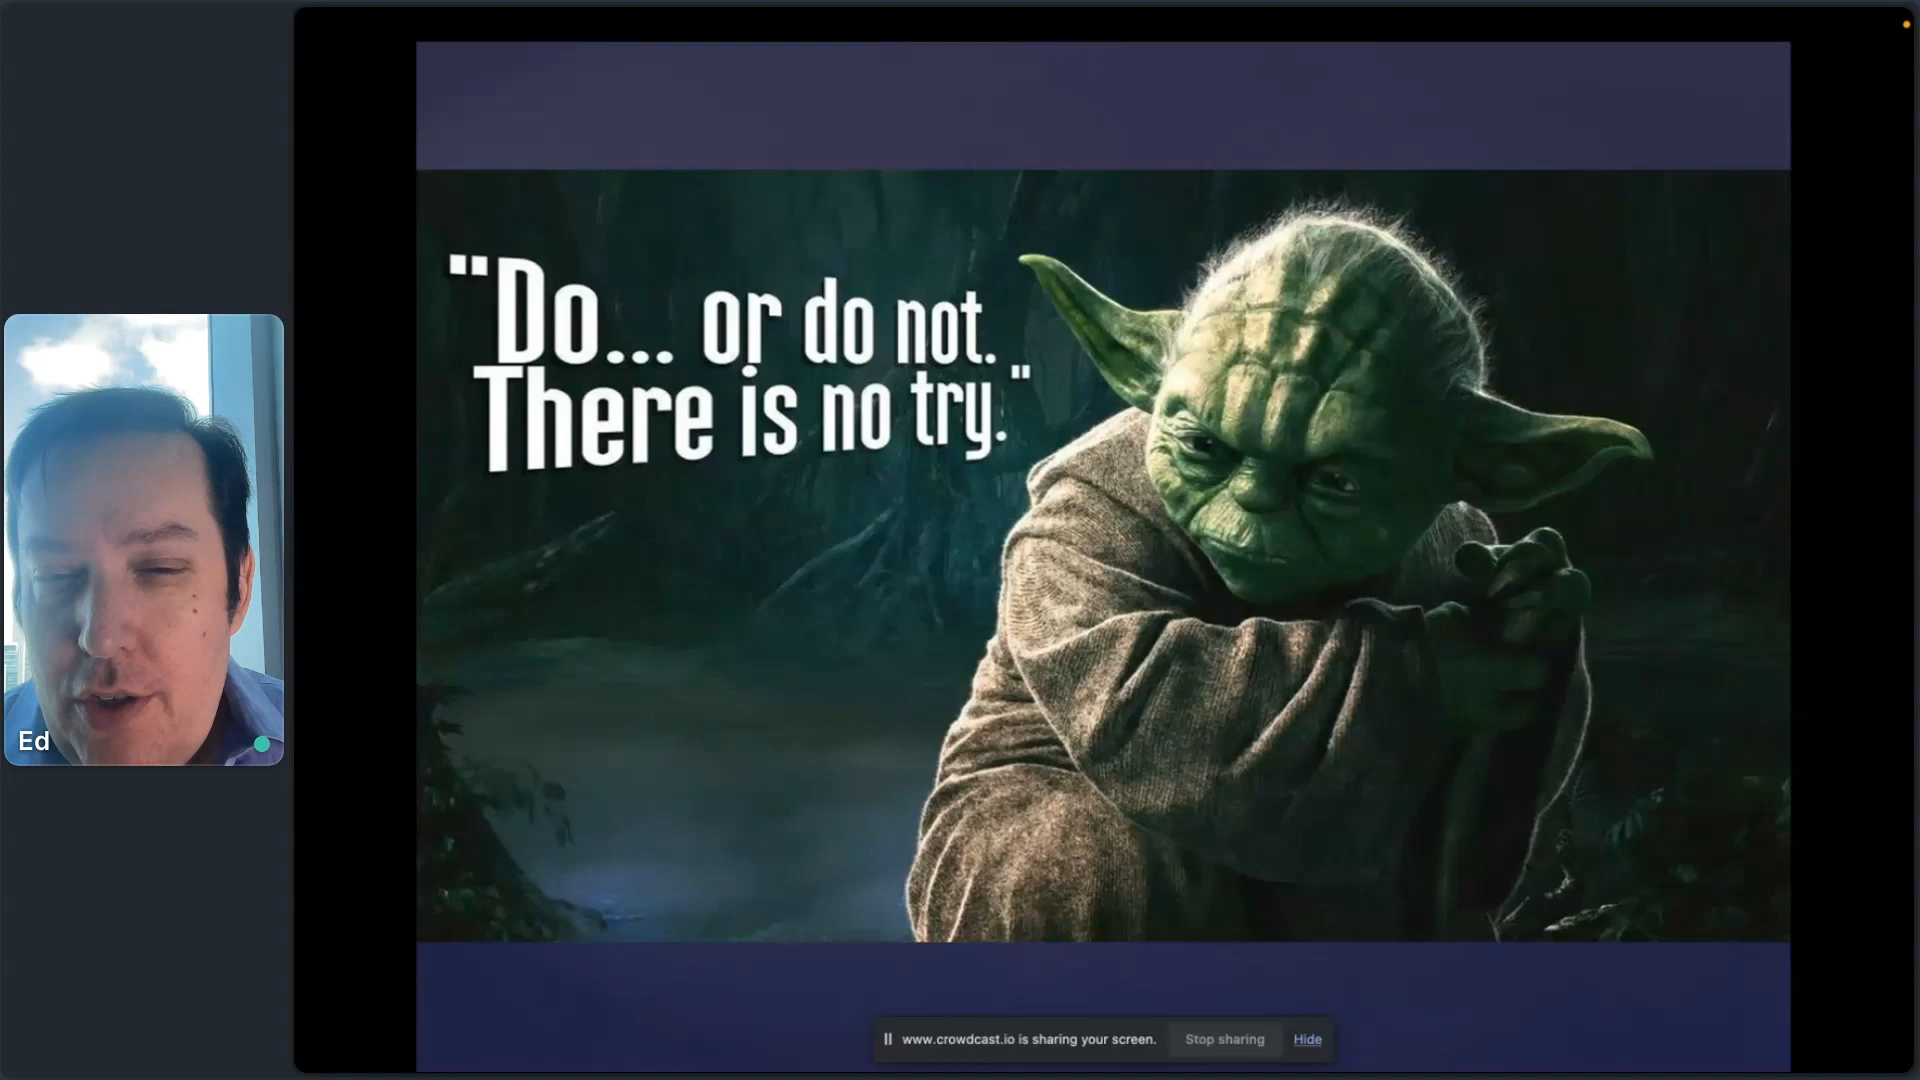 "Do... or do not.
There is no try."
Ed
www.crowdcast.io is sharing your screen. Stop sharing Hide